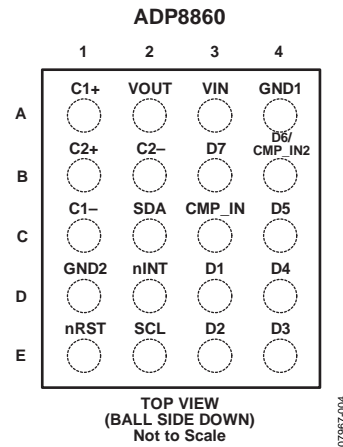 ADP8860
1 2 3 4
A
C1+ VOUT VIN GND1
B
C2+ C2– D7 D6/
CMP_IN2
C
C1– SDA CMP_IN D5
D
GND2 nINT D1 D4
E
nRST SCL D2 D3
TOP VIEW
(BALL SIDE DOWN)
Not to Scale
07967-004